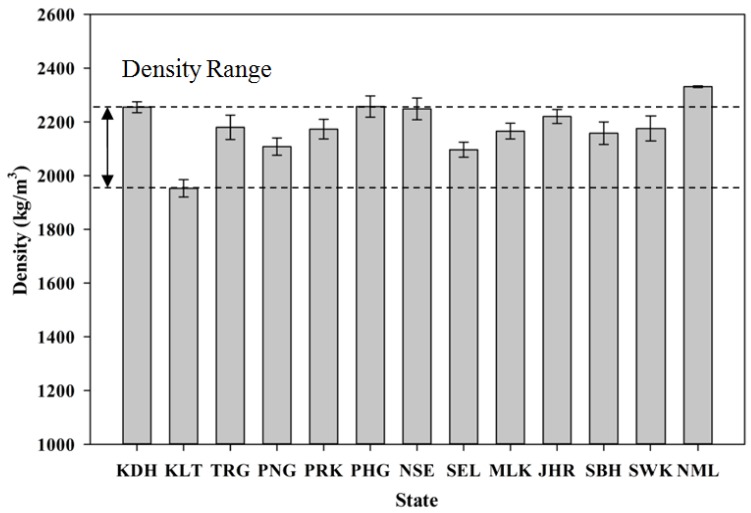 2600
2400
2200
2000
1800
1600
1400
1200
1000
Density (kg/m³)
Density Range
KDH KLT TRG PNG PRK PHG NSE SEL MLK JHR SBH SWK NML
State